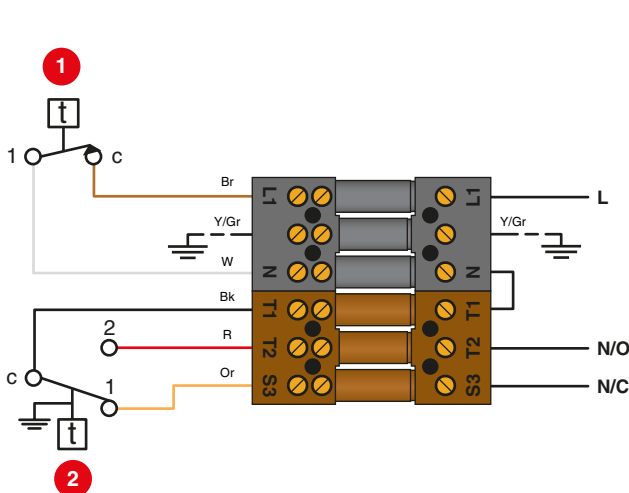 1
t
1 c
Br L1 L1 L
Y/Gr Y/Gr
W N N
Bk T1 T1
2 R T2 T2 N/O
c 1 Or S3 S3 N/C
t
2